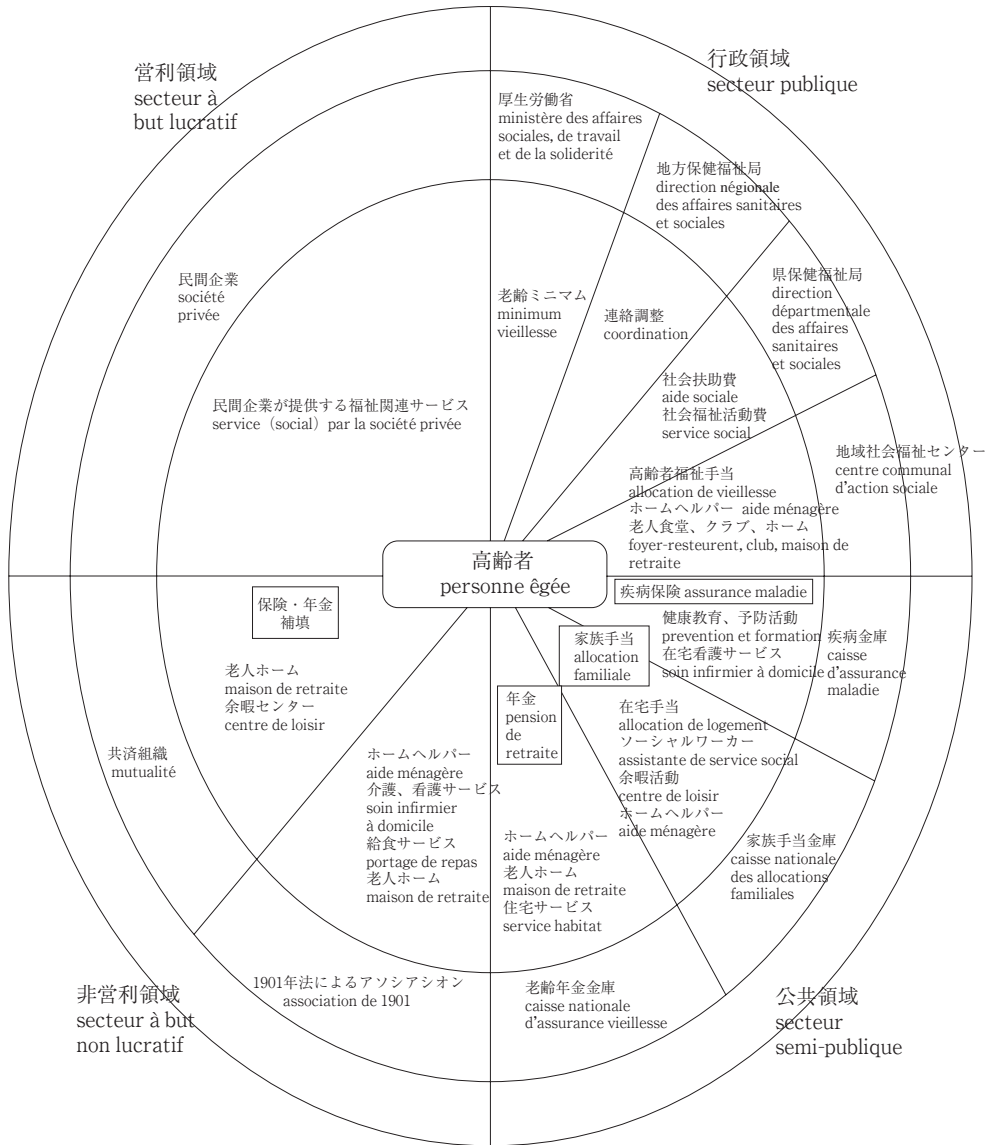 営利領域
secteur à
but lucratif
行政領域
secteur publique
厚生労働省
ministère des affaires
sociales, de travail
et de la soliderité
地方保健福祉局
direction négionale
des affaires sanitaires
et sociales
県保健福祉局
direction
départmentale
des affaires
sanitaires
et sociales
地域社会福祉センター
centre communal
d'action sociale
民間企業
société
privée
民間企業が提供する福祉関連サービス
service（social）par la société privée
老齢ミニマム
minimum
vieillesse
連絡調整
coordination
社会扶助費
aide sociale
社会福祉活動費
service social
高齢者福祉手当
allocation de vieillesse
ホームヘルパー aide ménagère
老人食堂、クラブ、ホーム
foyer-resteurent, club, maison de
retraite
高齢者
personne êgée
保険・年金
補填
老人ホーム
maison de retraite
余暇センター
centre de loisir
共済組織
mutualité
疾病保険 assurance maladie
健康教育、予防活動
prevention et formation
在宅看護サービス
soin infirmier à domicile
疾病金庫
caisse
d'assurance
maladie
家族手当
allocation
familiale
年金
pension
de
retraite
在宅手当
allocation de logement
ソーシャルワーカー
assistante de service social
余暇活動
centre de loisir
ホームヘルパー
aide ménagère
家族手当金庫
caisse nationale
des allocations
familiales
ホームヘルパー
aide ménagère
介護、看護サービス
soin infirmier
à domicile
給食サービス
portage de repas
老人ホーム
maison de retraite
ホームヘルパー
aide ménagère
老人ホーム
maison de retraite
住宅サービス
service habitat
1901年法によるアソシアシオン
association de 1901
老齢年金金庫
caisse nationale
d'assurance vieillesse
非営利領域
secteur à but
non lucratif
公共領域
secteur
semi-publique